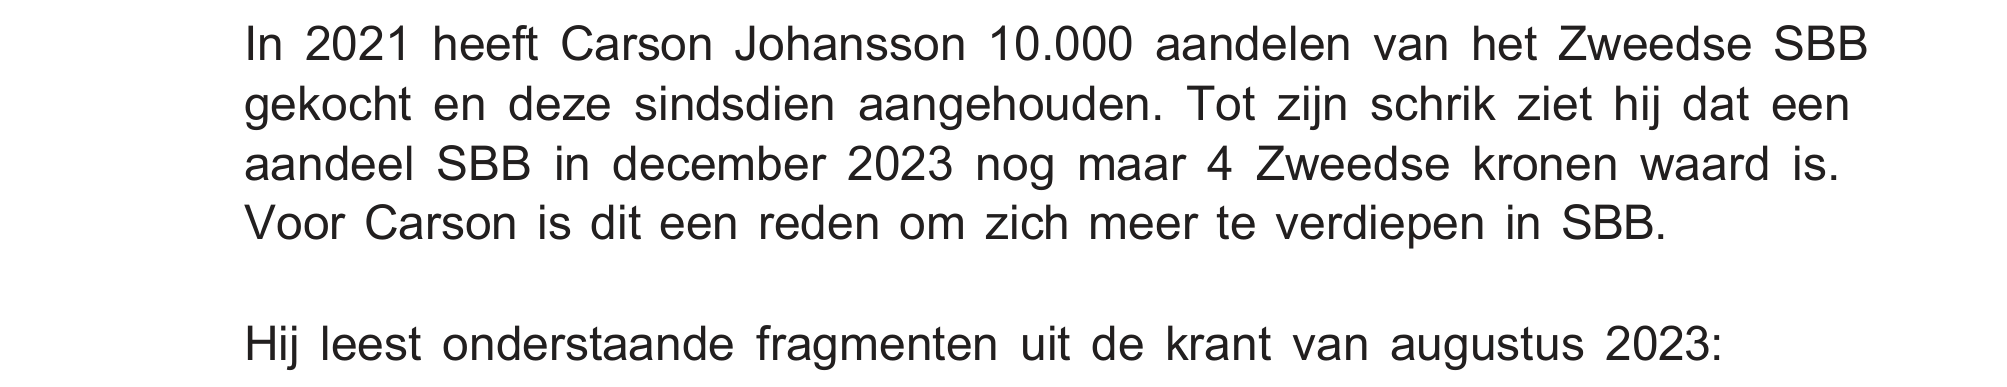 In 2021 heeft Carson Johansson 10.000 aandelen van het Zweedse SBB
gekocht en deze sindsdien aangehouden. Tot zijn schrik ziet hij dat een
aandeel SBB in december 2023 nog maar 4 Zweedse kronen waard is.
Voor Carson is dit een reden om zich meer te verdiepen in SBB.
Hij leest onderstaande fragmenten uit de krant van augustus 2023: